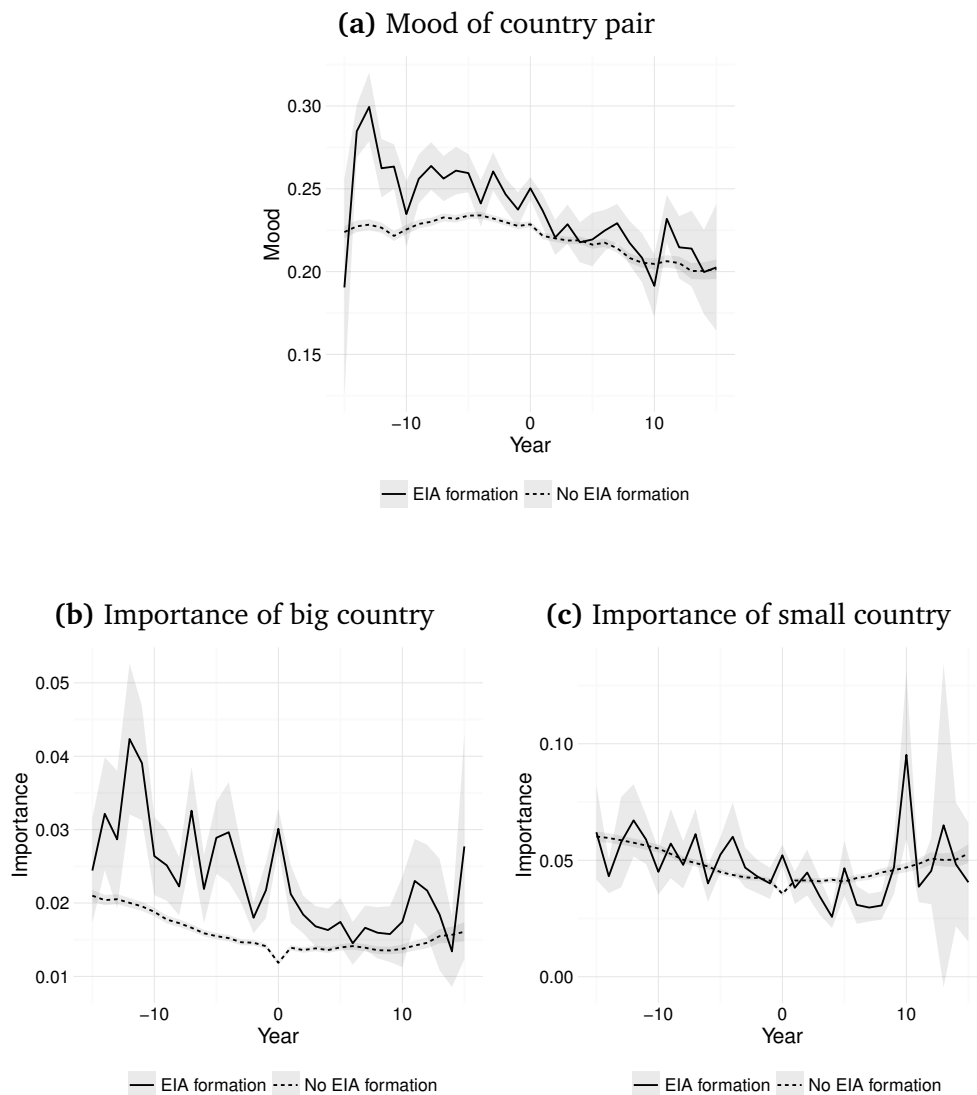 (a) Mood of country pair
0.30
0.25
0.20
0.15
Mood
−10 0 10
Year
EIA formation No EIA formation
(b) Importance of big country
0.05
0.04
0.03
0.02
0.01
Importance
−10 0 10
Year
EIA formation No EIA formation
(c) Importance of small country
0.10
0.05
0.00
Importance
−10 0 10
Year
EIA formation No EIA formation